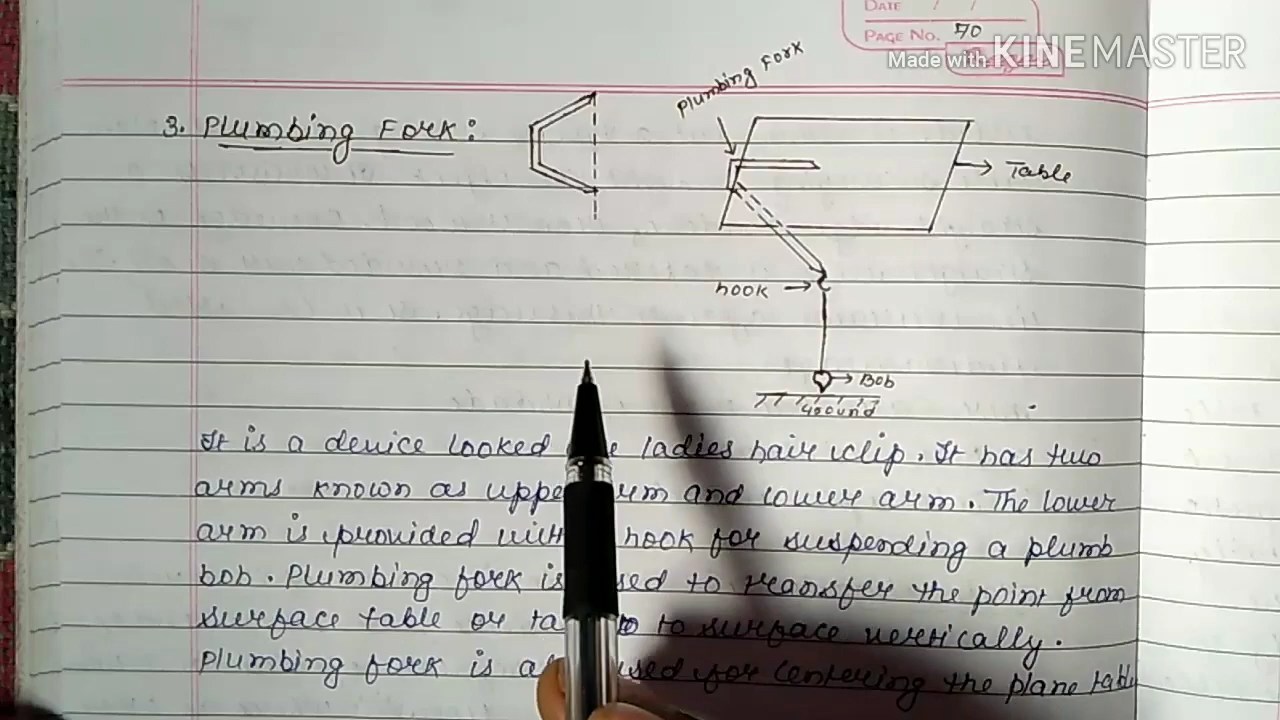 DATE / /
PAGE NO. 70
Made with KINEMASTER
3. Plumbing Fork:
Plumbing Fork
Table
hook
Bob
Ground
It is a device looked ladies hair clip. It has two
arms known as upper arm and lower arm. The lower
arm is provided with hook for suspending a plumb
bob. Plumbing fork is used to transfer the point from
surface table or to surface vertically.
Plumbing fork is used for centering the plane table